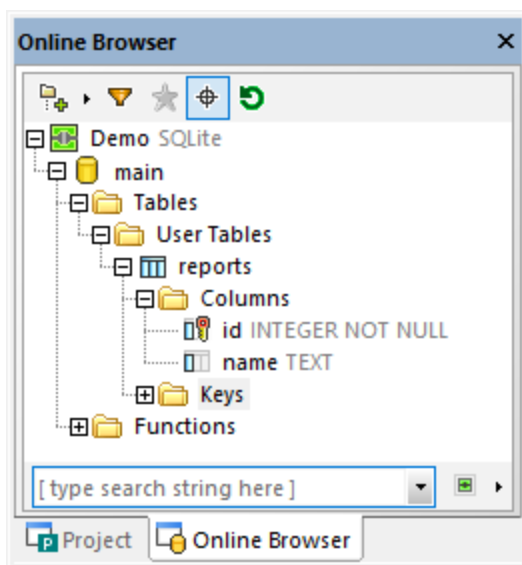 Online Browser
Demo SQLite
main
Tables
User Tables
reports
Columns
id INTEGER NOT NULL
name TEXT
Keys
Functions
[ type search string here ]
Project Online Browser